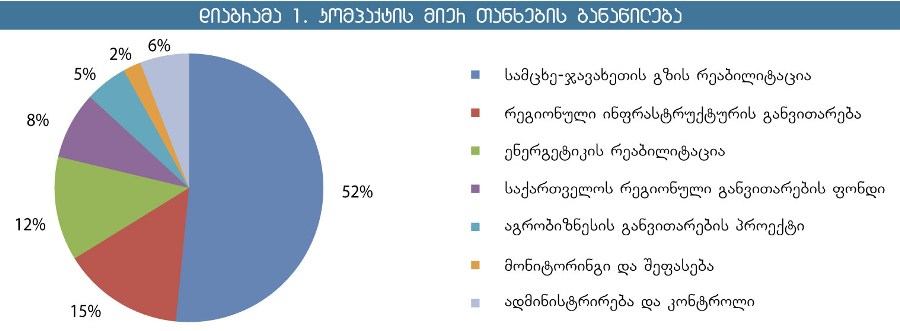 დიაგრამა 1. კომპაქტის მიერ თანხების განაწილება
6%
2%
5%
8%
12%
15%
52%
სამცხე-ჯავახეთის გზის რეაბილიტაცია
რეგიონული ინფრასტრუქტურის განვითარება
ენერგეტიკის რეაბილიტაცია
საქართველოს რეგიონული განვითარების ფონდი
აგრობიზნესის განვითარების პროექტი
მონიტორინგი და შეფასება
ადმინისტრირება და კონტროლი